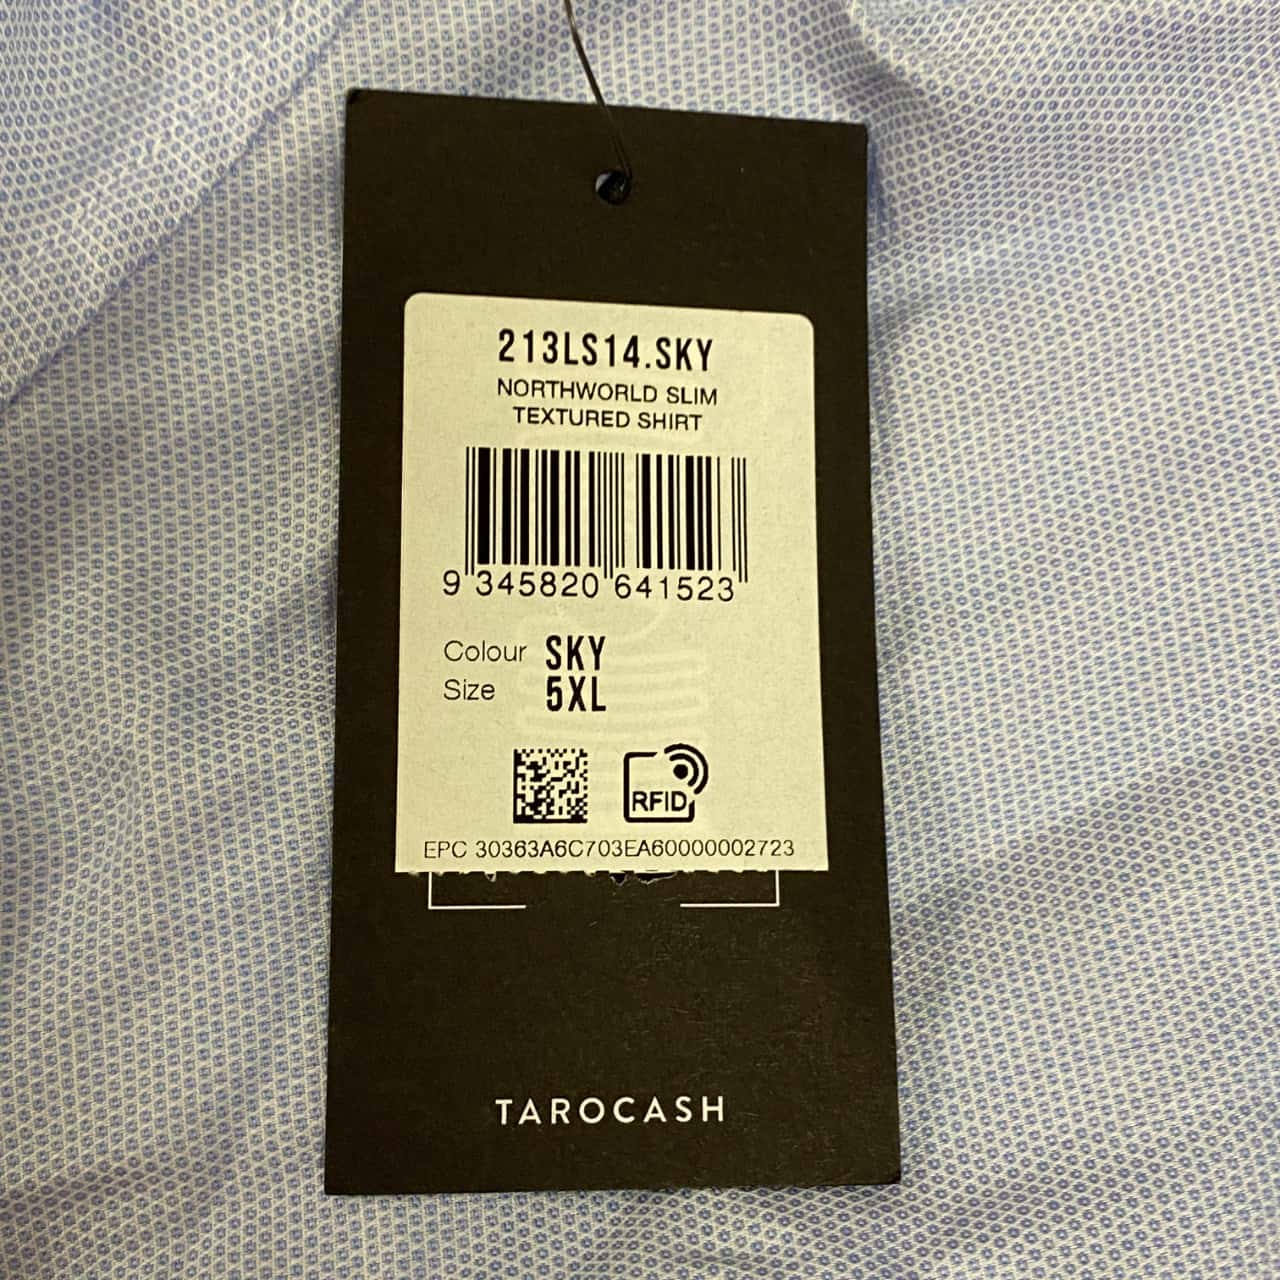 213LS14.SKY
NORTHWORLD SLIM
TEXTURED SHIRT
9 345820 641523
Colour SKY
Size 5XL
RFID
EPC 30363A6C703EA60000002723
TAROCASH